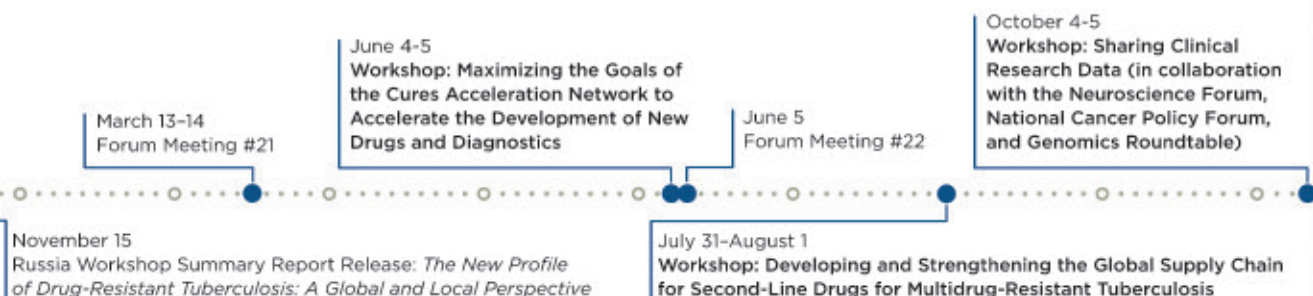 March 13–14
Forum Meeting #21
June 4-5
Workshop: Maximizing the Goals of
the Cures Acceleration Network to
Accelerate the Development of New
Drugs and Diagnostics
June 5
Forum Meeting #22
October 4-5
Workshop: Sharing Clinical
Research Data (in collaboration
with the Neuroscience Forum,
National Cancer Policy Forum,
and Genomics Roundtable)
November 15
Russia Workshop Summary Report Release: The New Profile
of Drug-Resistant Tuberculosis: A Global and Local Perspective
July 31–August 1
Workshop: Developing and Strengthening the Global Supply Chain
for Second-Line Drugs for Multidrug-Resistant Tuberculosis